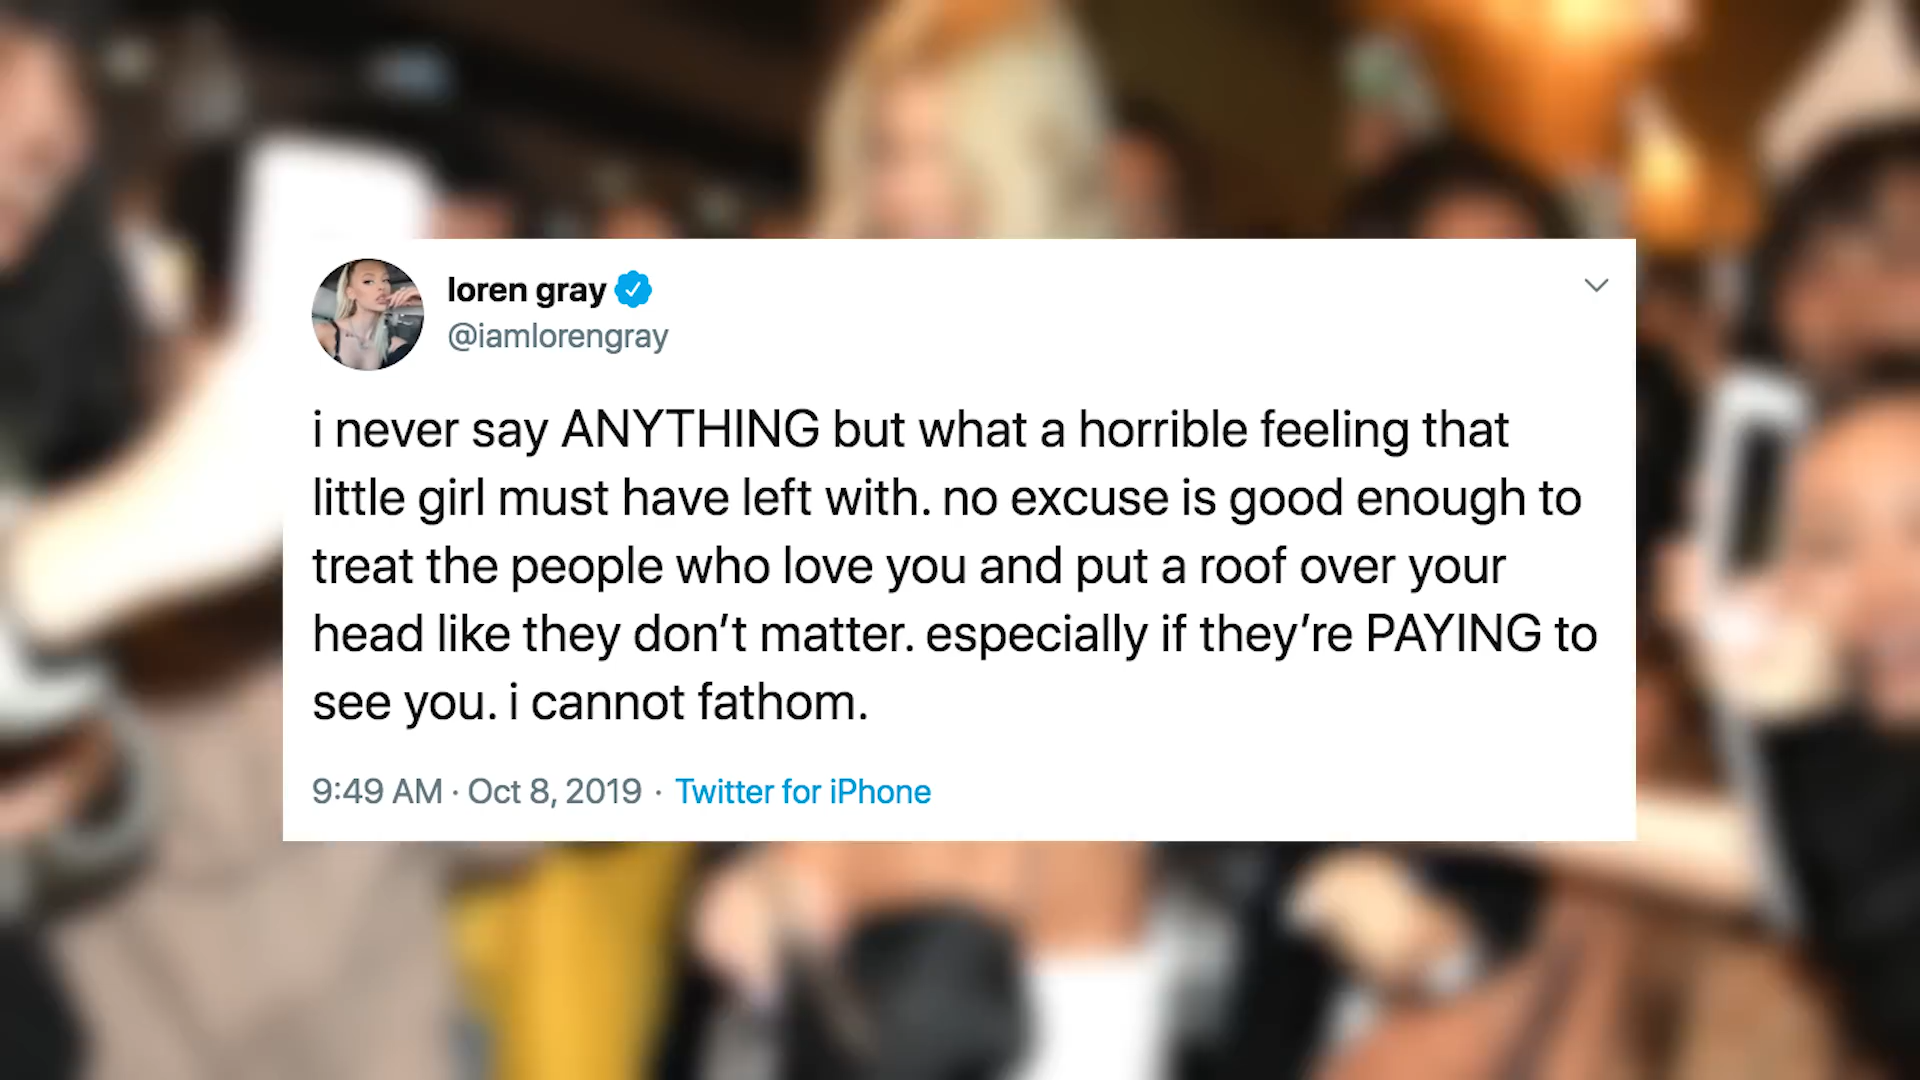 loren gray
@iamlorengray
i never say ANYTHING but what a horrible feeling that
little girl must have left with. no excuse is good enough to
treat the people who love you and put a roof over your
head like they don’t matter. especially if they’re PAYING to
see you. i cannot fathom.
9:49 AM · Oct 8, 2019 · Twitter for iPhone